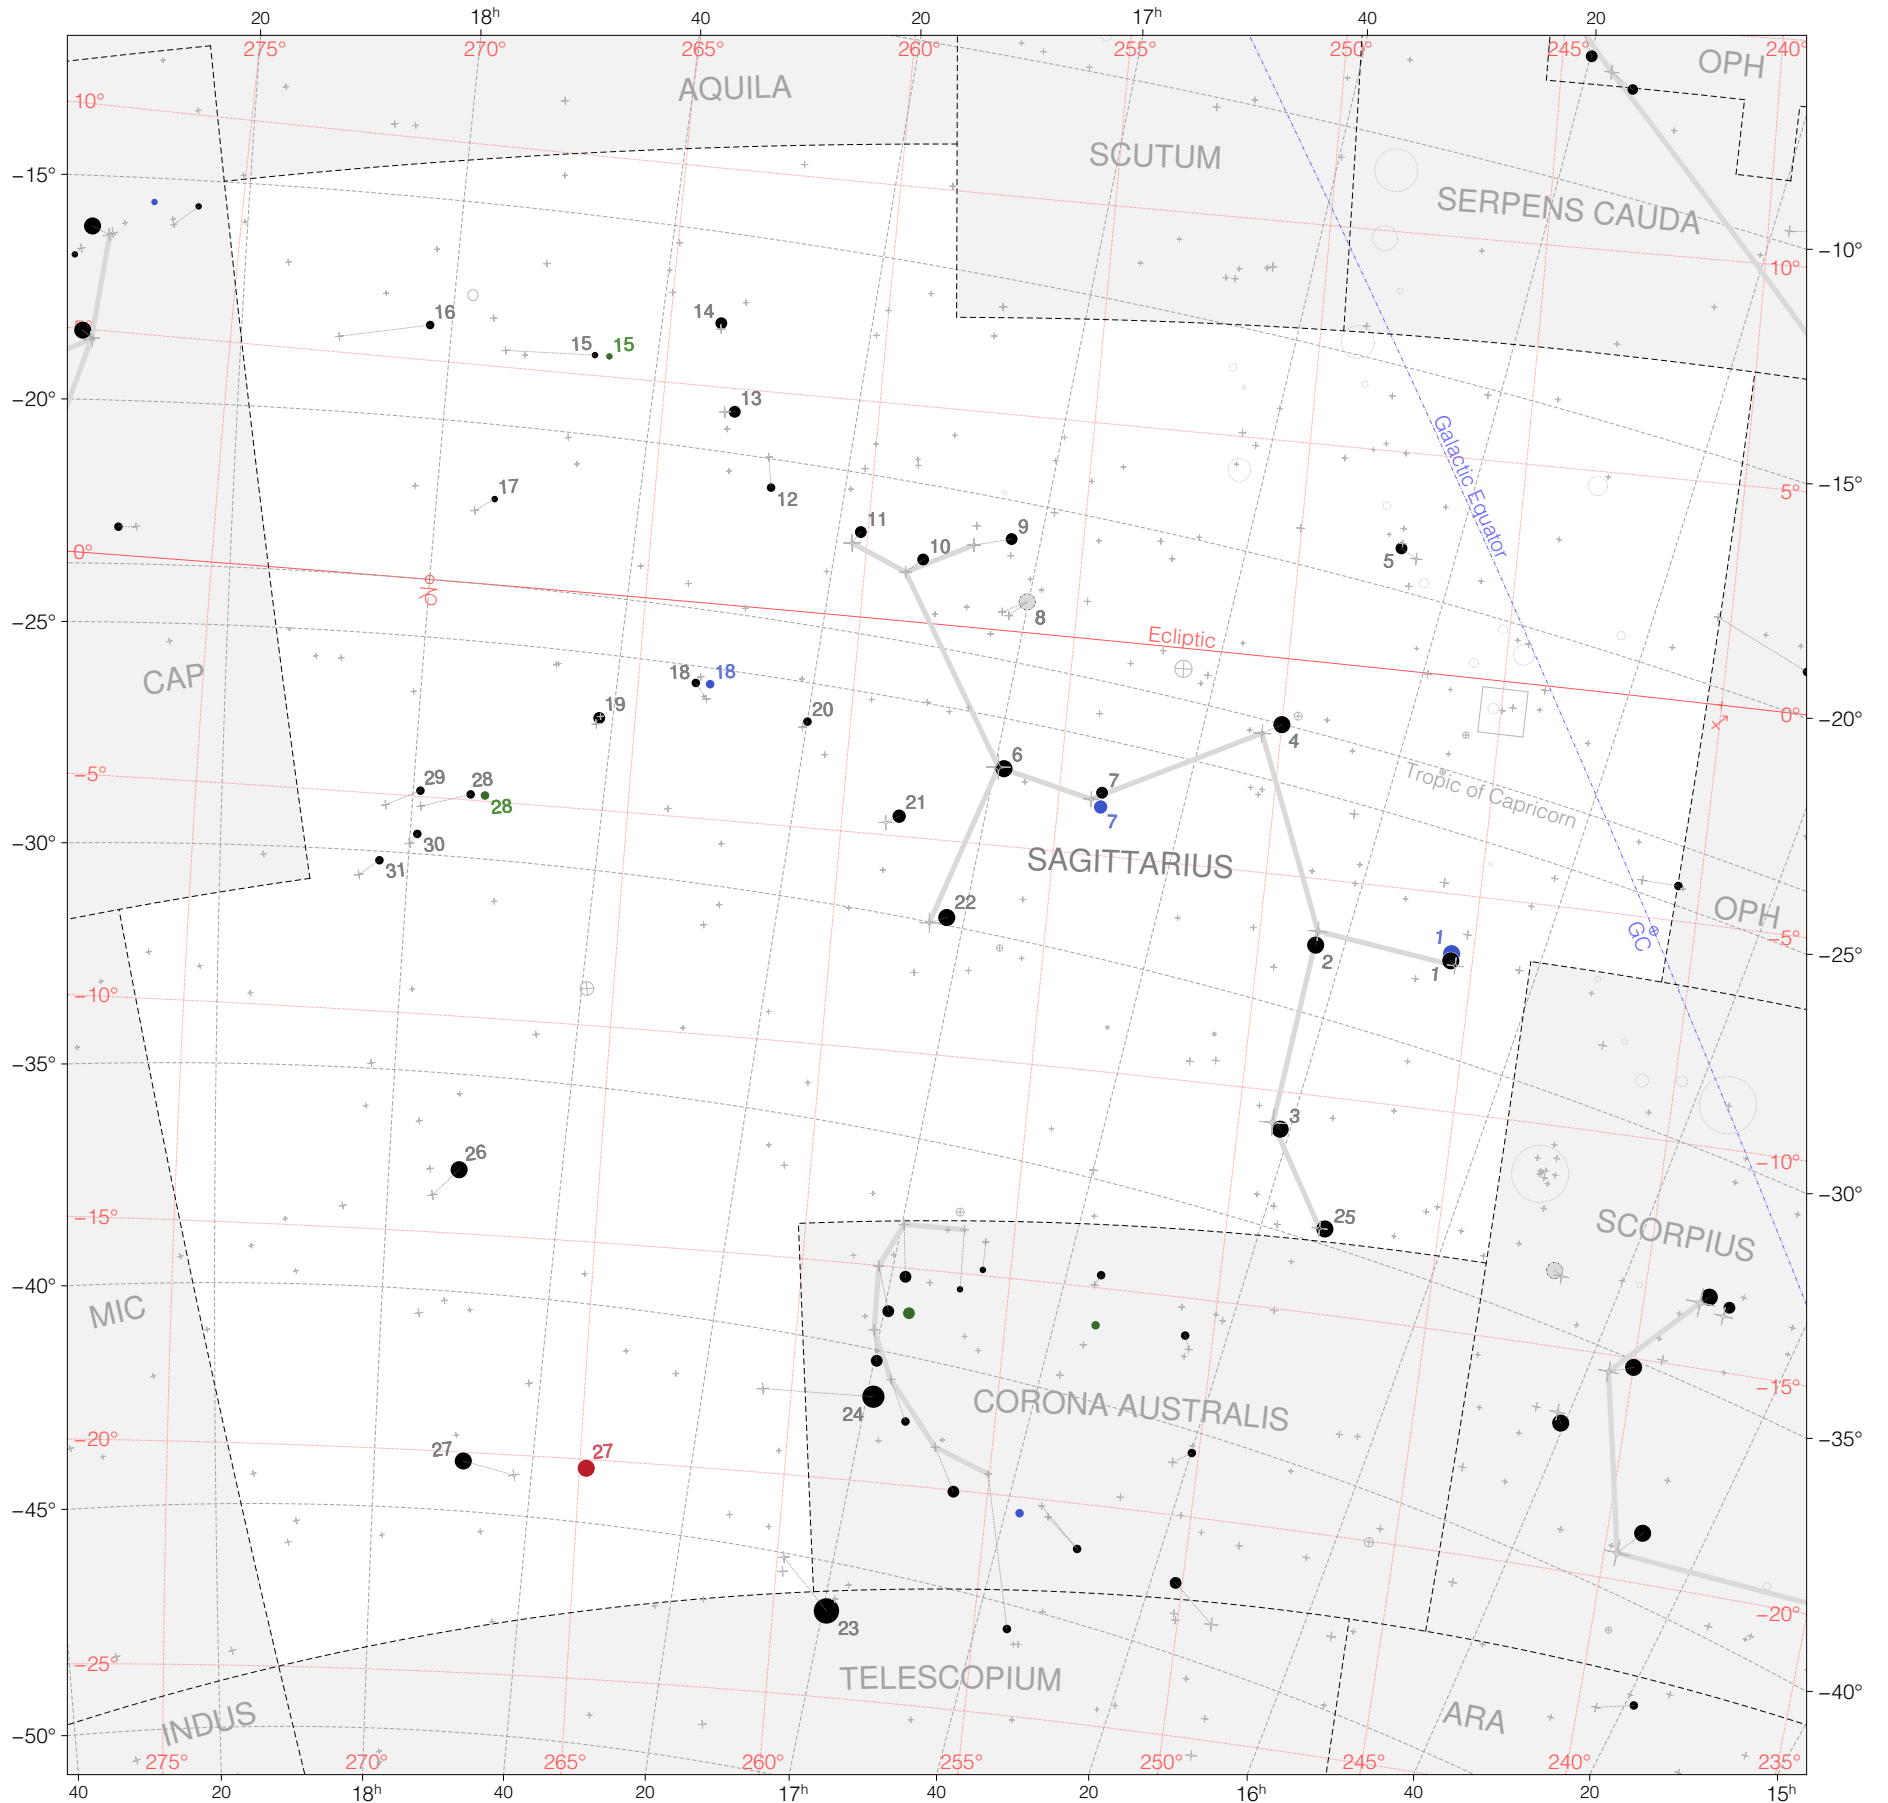 20 18h 40 20 17h 40 20
275° 270° 265° 260° 255° 250° 245° 240°
AQUILA OPH
10°
SCUTUM
−15°
SERPENS CAUDA
−10°
10°
16 14
15 15
−20°
13
Galactic Equator
17 12 −15°
5°
11 9
10 5
0°
♑
8
−25°
Ecliptic
CAP 18 18
19 20 0°
♐
−20°
4
6
−5° 29 28 7
28
Tropic of Capricorn
21
7
−30° 30
31 SAGITTARIUS
22 OPH
1 GC −5°
2 1 −25°
−10°
−35°
3
26 −10°
−30°
−15° 25
SCORPIUS
−40°
MIC
CORONA AUSTRALIS −15°
24
−20° 27 27 −35°
−45°
−20°
23
−25° TELESCOPIUM
−40°
INDUS ARA
−50°
275° 270° 265° 260° 255° 250° 245° 240° 235°
40 20 18h 40 20 17h 40 20 16h 40 20 15h